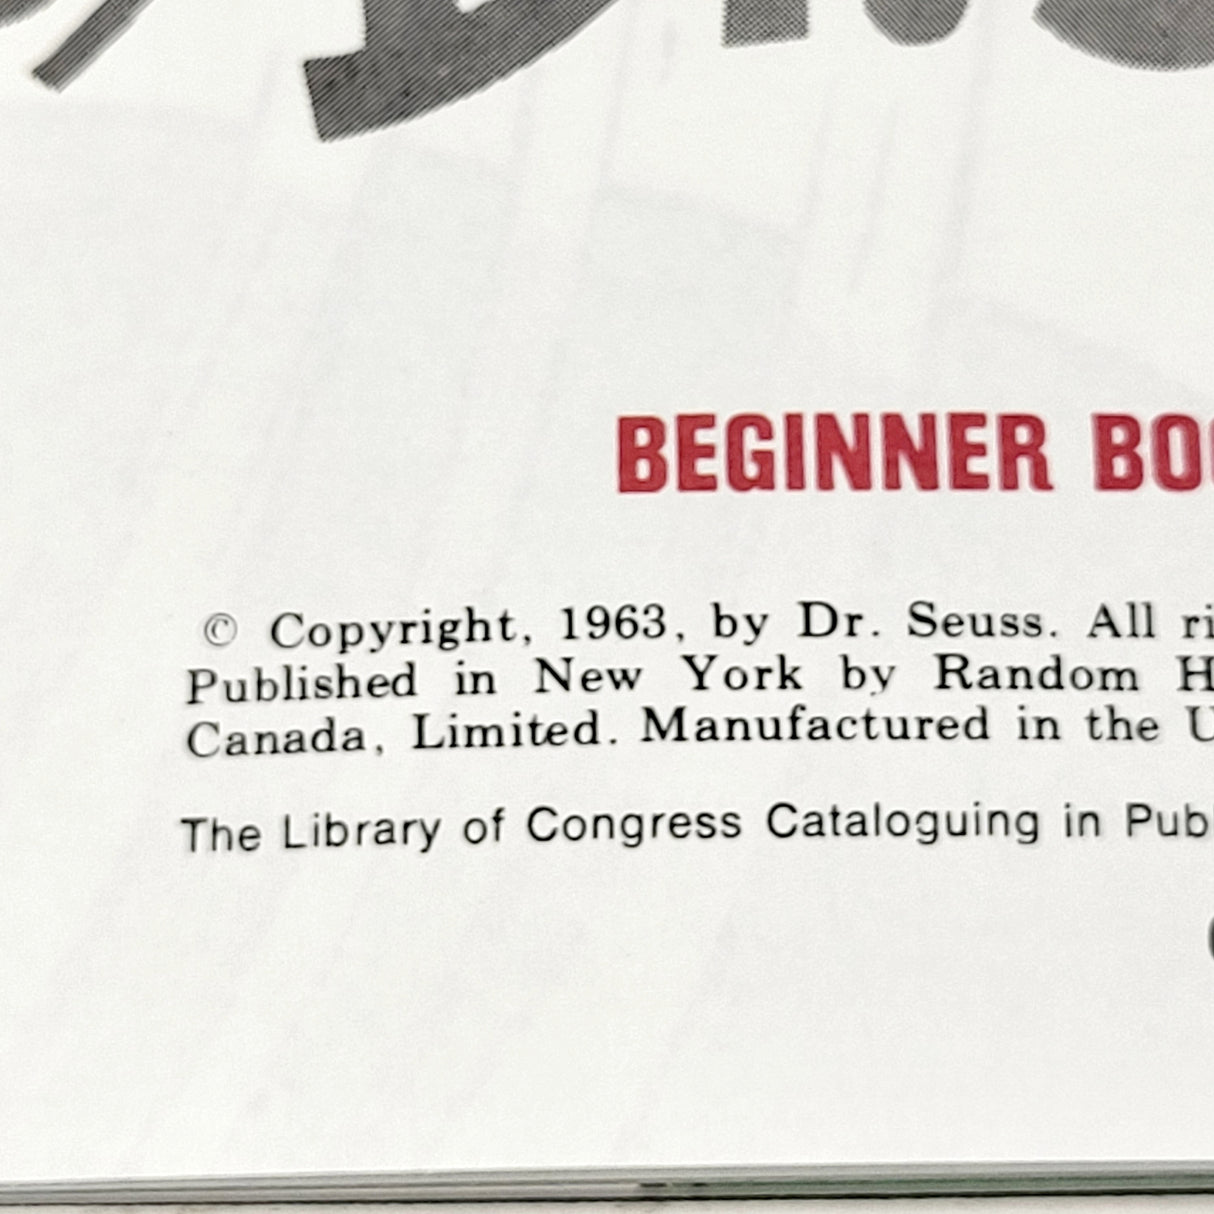 BEGINNER
© Copyright, 1963, by Dr. Seuss. All
Published in New York by Random
Canada, Limited. Manufactured in the
The Library of Congress Cataloguing in